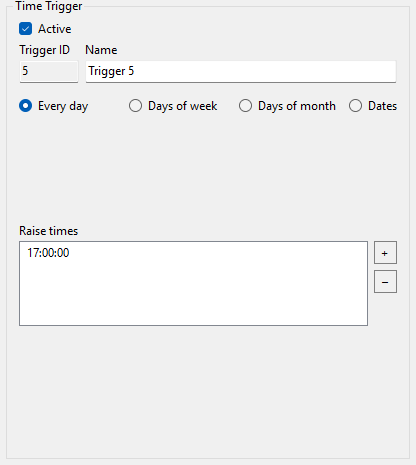 Time Trigger
Active
Trigger ID Name
5 Trigger 5
Every day Days of week Days of month Dates
Raise times
17:00:00 +
–